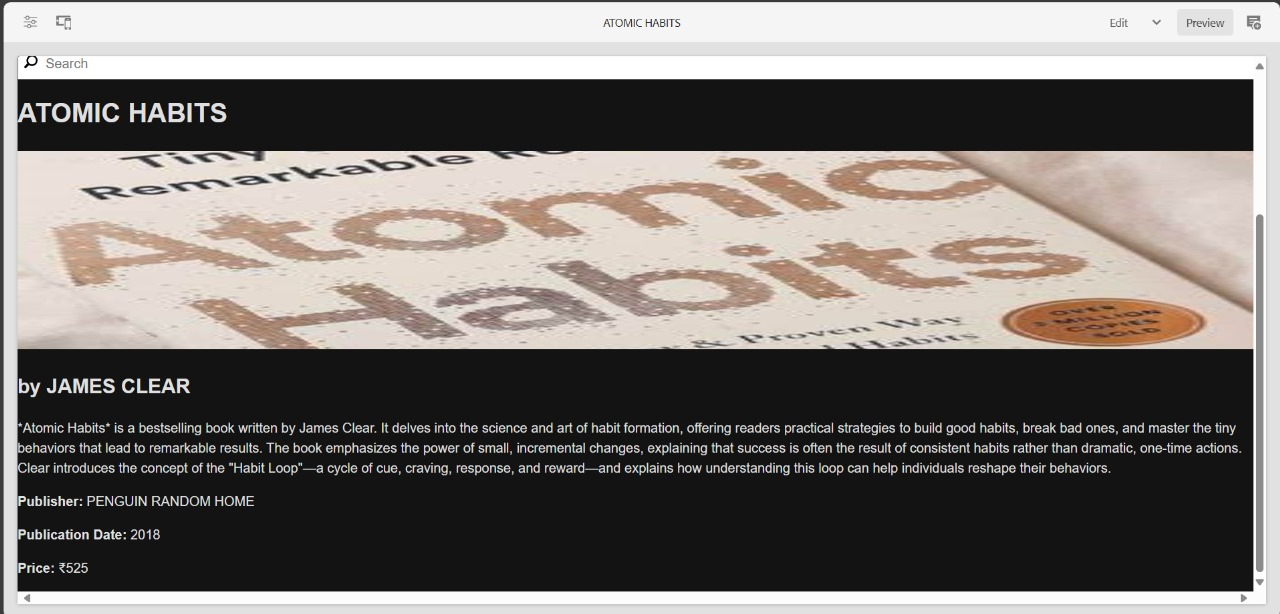 ATOMIC HABITS
Edit
Preview
Search
ATOMIC HABITS
Tiny
Remarkable
Atomic
Habits
& Proven Way
Habits
OVER
MILLION
COPIES
SOLD
by JAMES CLEAR
*Atomic Habits* is a bestselling book written by James Clear. It delves into the science and art of habit formation, offering readers practical strategies to build good habits, break bad ones, and master the tiny
behaviors that lead to remarkable results. The book emphasizes the power of small, incremental changes, explaining that success is often the result of consistent habits rather than dramatic, one-time actions.
Clear introduces the concept of the "Habit Loop"—a cycle of cue, craving, response, and reward—and explains how understanding this loop can help individuals reshape their behaviors.
Publisher: PENGUIN RANDOM HOME
Publication Date: 2018
Price: ₹525